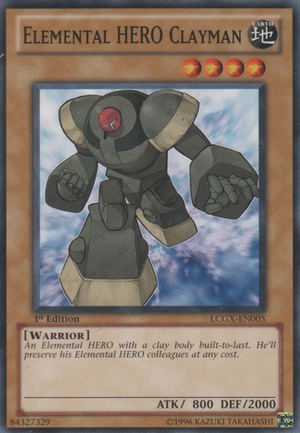 ELEMENTAL HERO CLAYMAN
EARTH
地
1st Edition
LCGX-EN005
[WARRIOR]
An Elemental HERO with a clay body built-to-last. He'll
preserve his Elemental HERO colleagues at any cost.
ATK/ 800 DEF/2000
84327329
©1996 KAZUKI TAKAHASHI